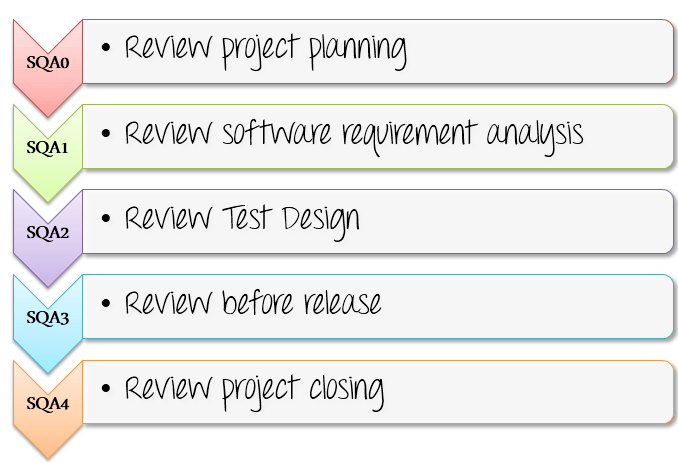 SQA0
• Review project planning
SQA1
• Review software requirement analysis
SQA2
• Review Test Design
SQA3
• Review before release
SQA4
• Review project closing